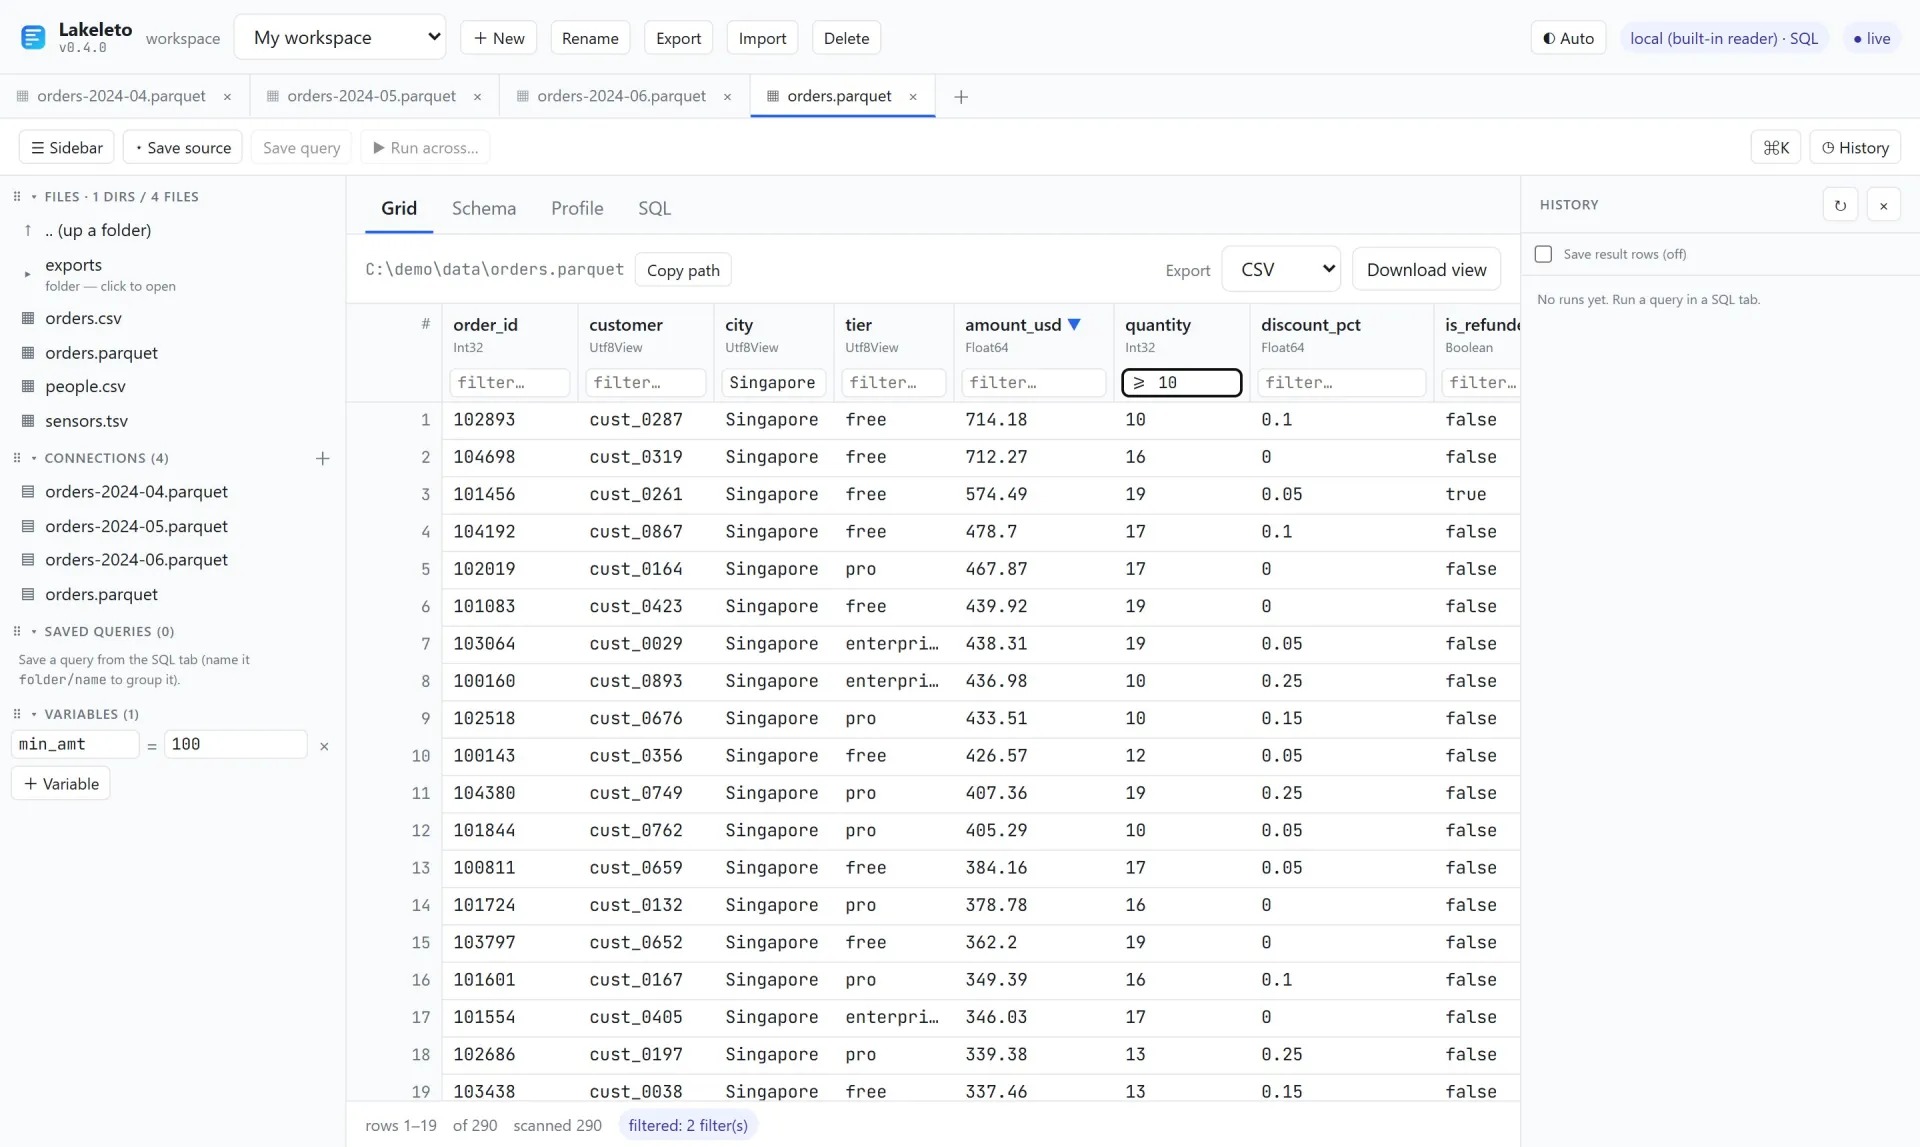 Lakeleto
v0.4.0
workspace
My workspace
+ New
Rename
Export
Import
Delete
Auto
local (built-in reader) · SQL
● live
orders-2024-04.parquet ×
orders-2024-05.parquet ×
orders-2024-06.parquet ×
orders.parquet ×
+
☰ Sidebar
· Save source
Save query
▶ Run across…
⌘K
History
FILES · 1 DIRS / 4 FILES
↑ .. (up a folder)
exports
folder — click to open
orders.csv
orders.parquet
people.csv
sensors.tsv
CONNECTIONS (4) +
orders-2024-04.parquet
orders-2024-05.parquet
orders-2024-06.parquet
orders.parquet
SAVED QUERIES (0)
Save a query from the SQL tab (name it
folder/name to group it).
VARIABLES (1)
min_amt = 100 ×
+ Variable
Grid Schema Profile SQL
C:\demo\data\orders.parquet
Copy path
Export
CSV
Download view
# order_id customer city tier amount_usd ▼ quantity discount_pct is_refunde
Int32 Utf8View Utf8View Utf8View Float64 Int32 Float64 Boolean
filter… filter… Singapore filter… filter… ⩾ 10 filter… filter…
1 102893 cust_0287 Singapore free 714.18 10 0.1 false
2 104698 cust_0319 Singapore free 712.27 16 0 false
3 101456 cust_0261 Singapore free 574.49 19 0.05 true
4 104192 cust_0867 Singapore free 478.7 17 0.1 false
5 102019 cust_0164 Singapore pro 467.87 17 0 false
6 101083 cust_0423 Singapore free 439.92 19 0 false
7 103064 cust_0029 Singapore enterpri… 438.31 19 0.05 false
8 100160 cust_0893 Singapore enterpri… 436.98 10 0.25 false
9 102518 cust_0676 Singapore pro 433.51 10 0.15 false
10 100143 cust_0356 Singapore free 426.57 12 0.05 false
11 104380 cust_0749 Singapore pro 407.36 19 0.25 false
12 101844 cust_0762 Singapore pro 405.29 10 0.05 false
13 100811 cust_0659 Singapore free 384.16 17 0.05 false
14 101724 cust_0132 Singapore pro 378.78 16 0 false
15 103797 cust_0652 Singapore free 362.2 19 0 false
16 101601 cust_0167 Singapore pro 349.39 16 0.1 false
17 101554 cust_0405 Singapore enterpri… 346.03 17 0 false
18 102686 cust_0197 Singapore pro 339.38 13 0.25 false
19 103438 cust_0038 Singapore free 337.46 13 0.15 false
rows 1–19 of 290 scanned 290 filtered: 2 filter(s)
HISTORY
↻ ×
Save result rows (off)
No runs yet. Run a query in a SQL tab.